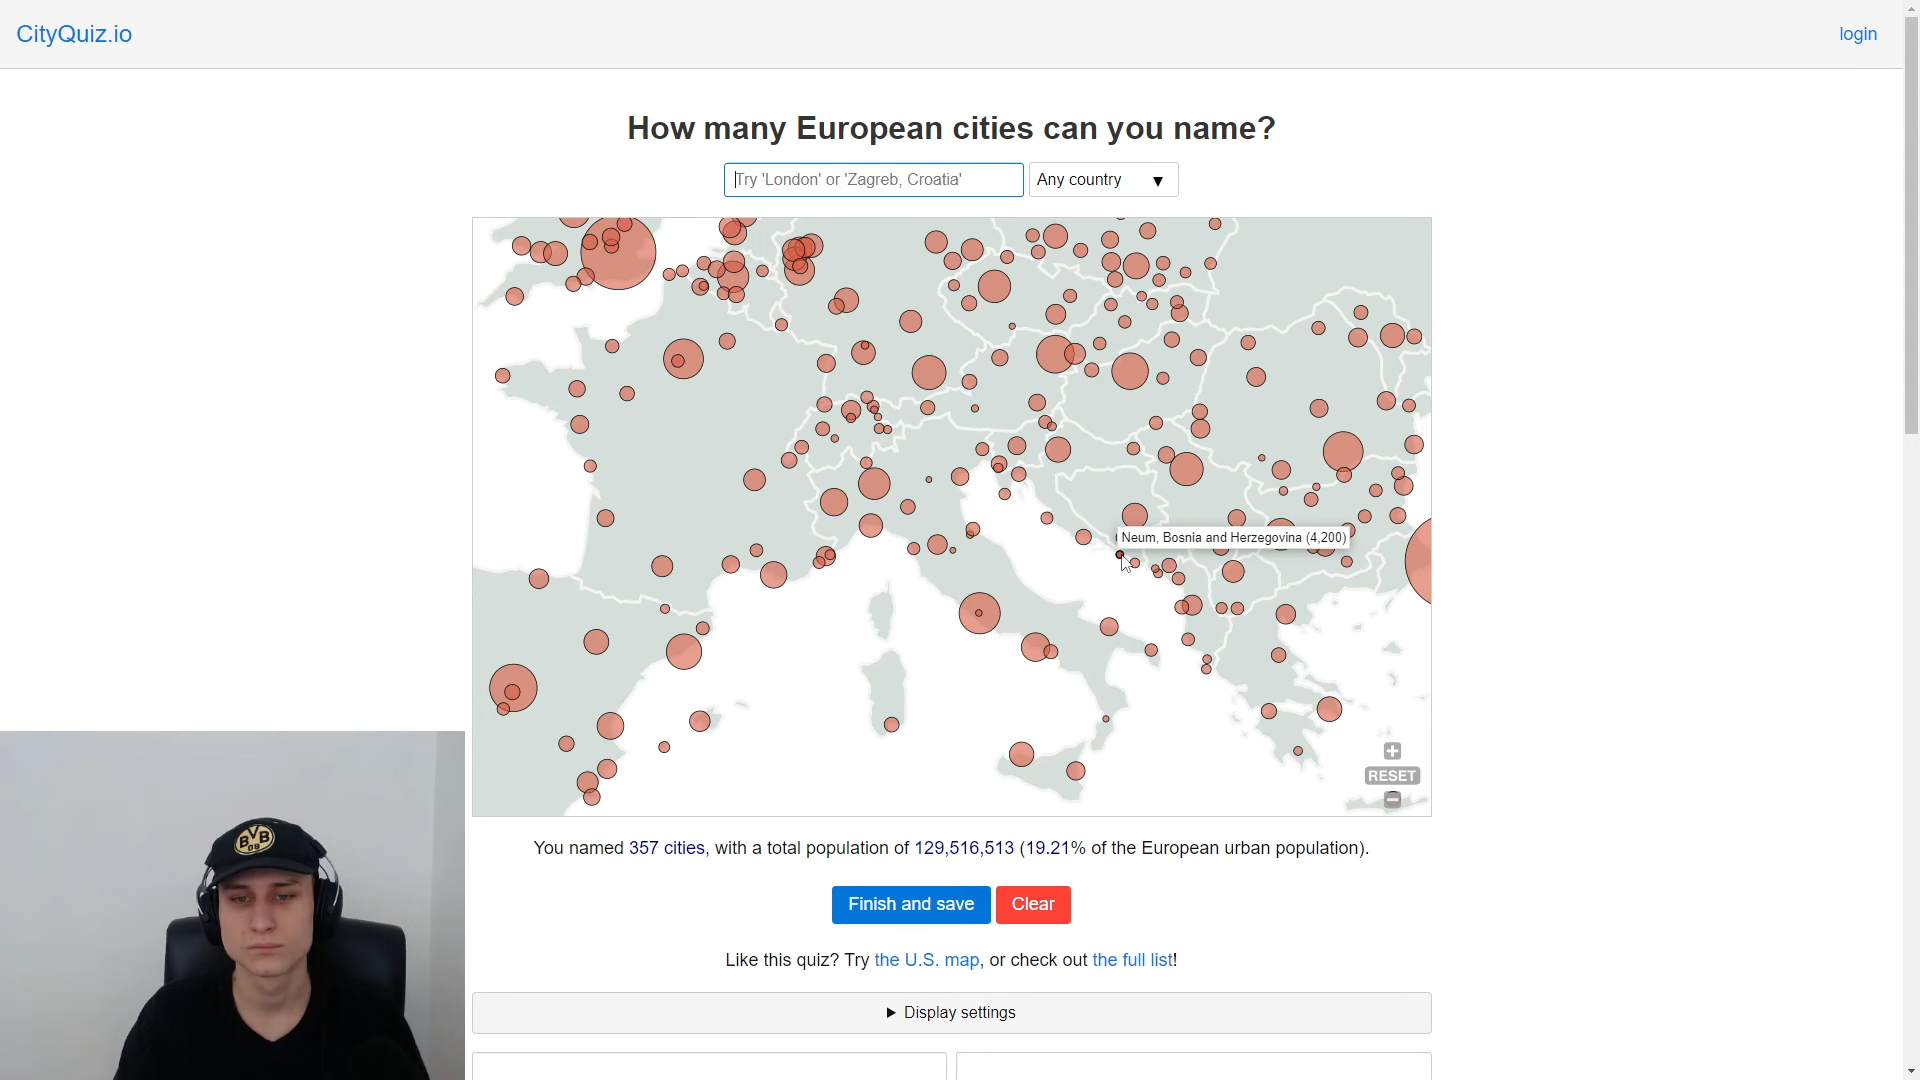 CityQuiz.io
login
How many European cities can you name?
Try 'London' or 'Zagreb, Croatia'
Any country ▼
Neum, Bosnia and Herzegovina (4,200)
+
RESET
−
You named 357 cities, with a total population of 129,516,513 (19.21% of the European urban population).
Finish and save
Clear
Like this quiz? Try the U.S. map, or check out the full list!
▶ Display settings
BVB
09